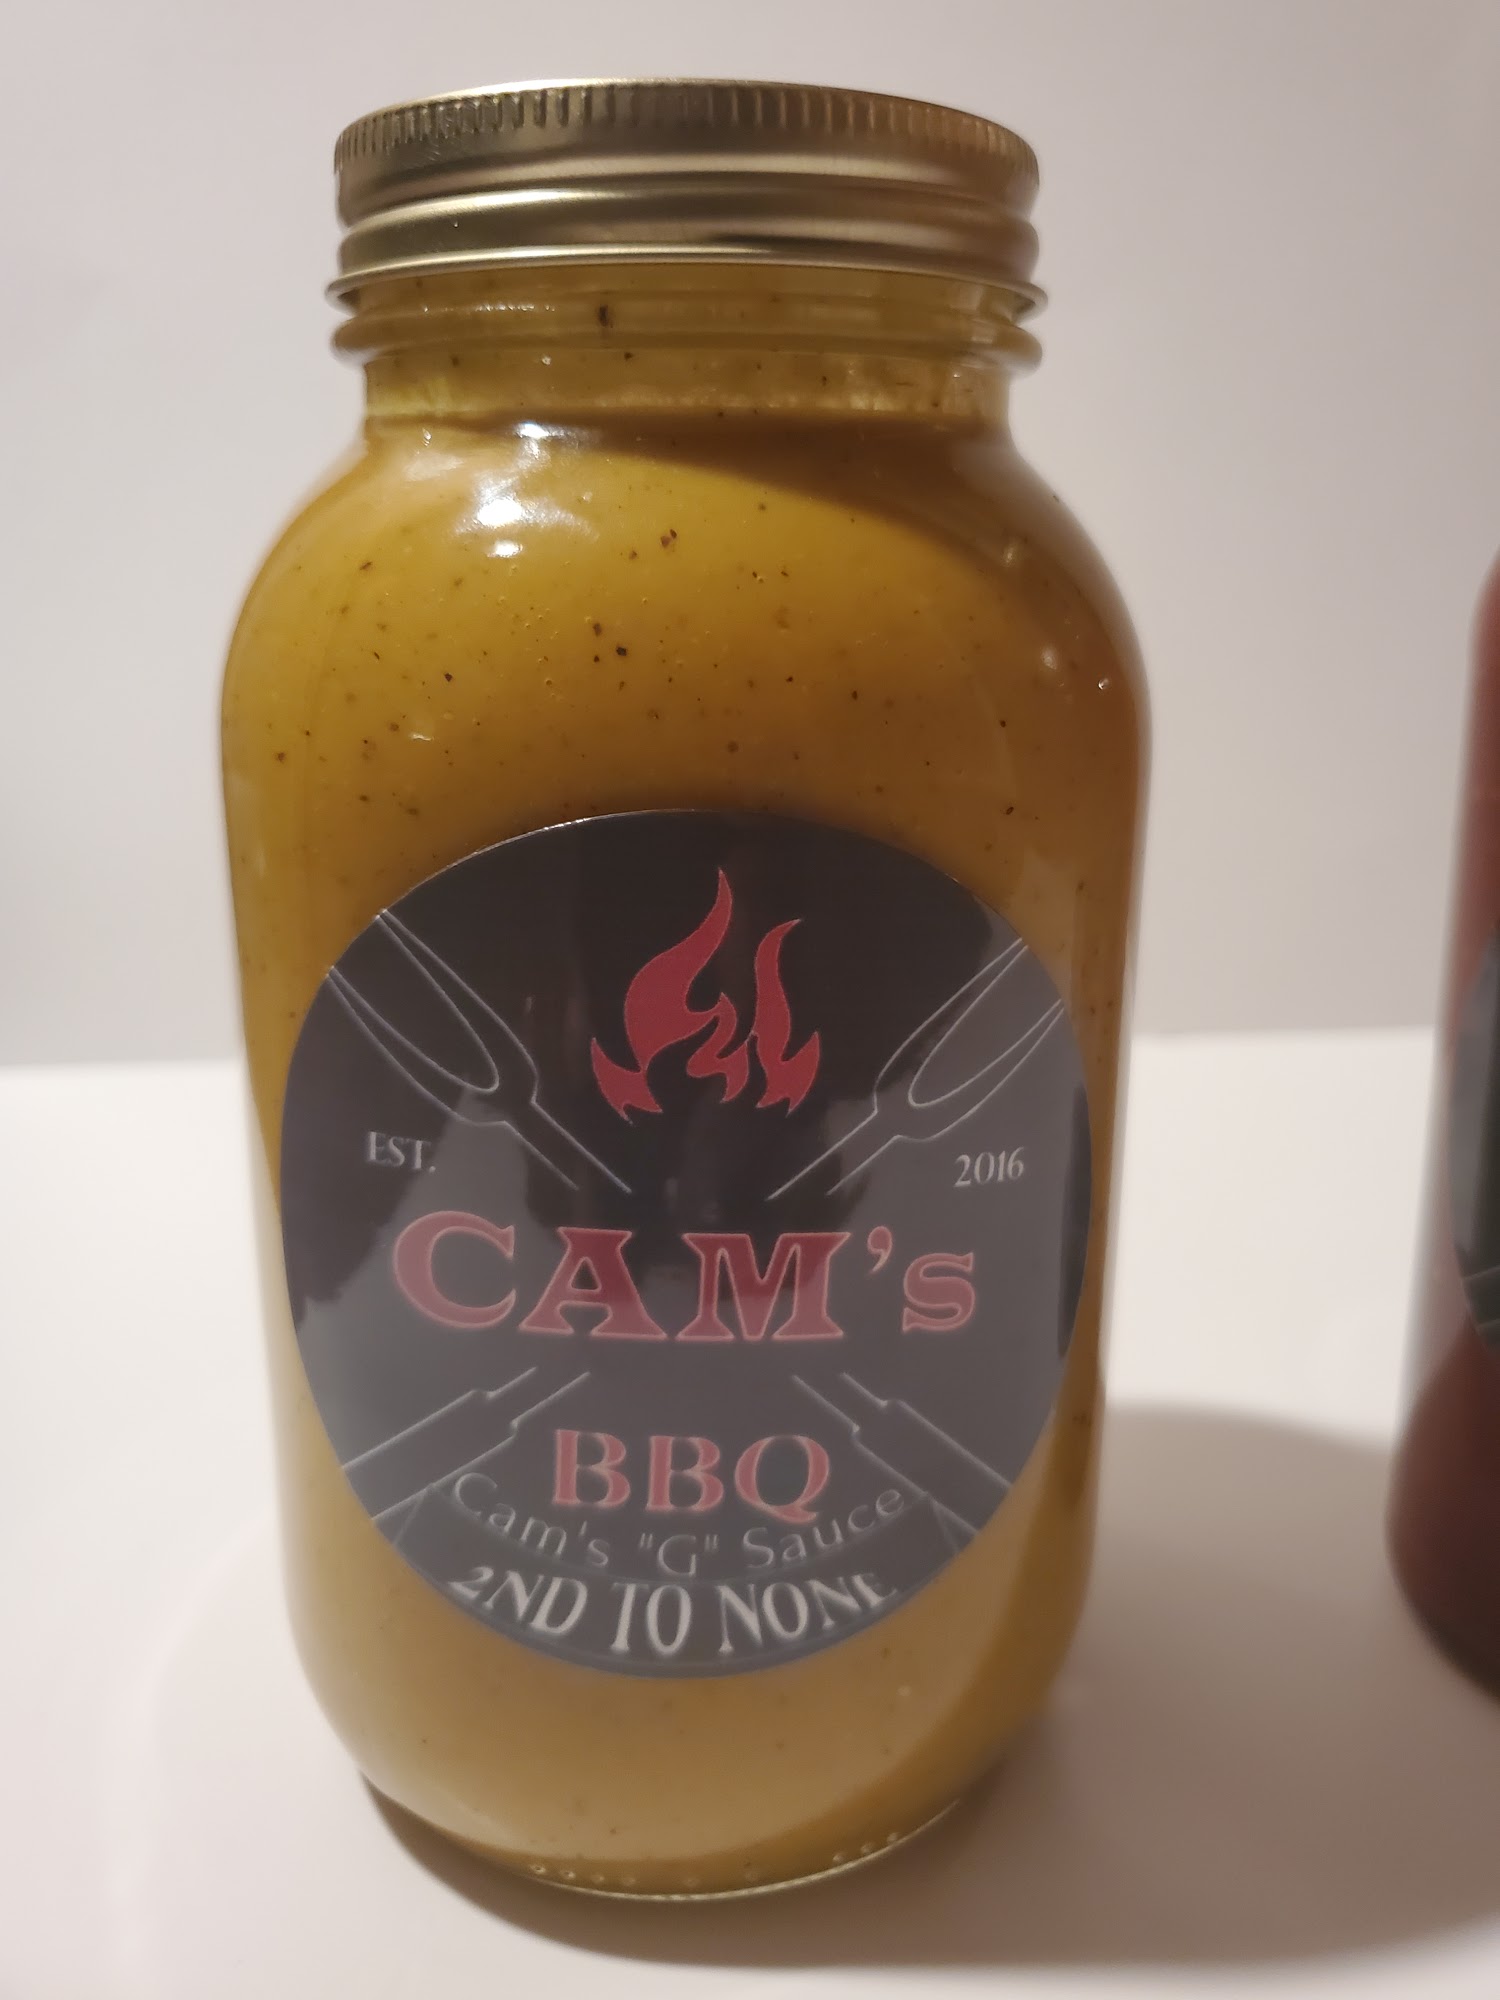 EST. 2016
CAM's
BBQ
Cam's "G" Sauce
2ND TO NONE